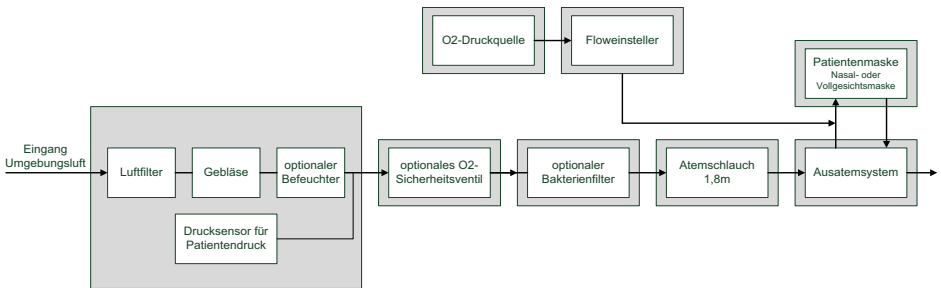 O2-Druckquelle
Floweinsteller
Patientenmaske
Nasal- oder
Vollgesichtsmaske
Eingang
Umgebungsluft
Luftfilter
Gebläse
optionaler
Befeuchter
optionales O2-
Sicherheitsventil
optionaler
Bakterienfilter
Atemschlauch
1,8m
Ausatemsystem
Drucksensor für
Patientendruck